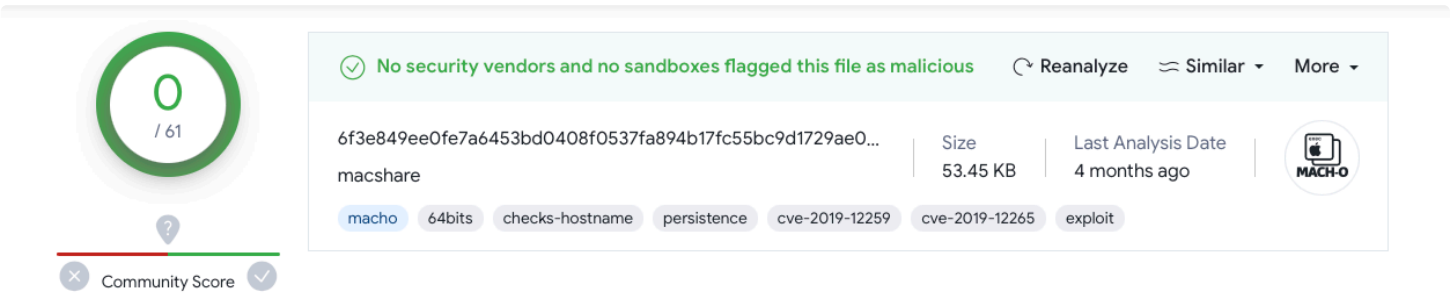 0
/ 61
?
Community Score
No security vendors and no sandboxes flagged this file as malicious
Reanalyze
Similar
More
6f3e849ee0fe7a6453bd0408f0537fa894b17fc55bc9d1729ae0...
macshare
Size
53.45 KB
Last Analysis Date
4 months ago
MACH-O
macho
64bits
checks-hostname
persistence
cve-2019-12259
cve-2019-12265
exploit